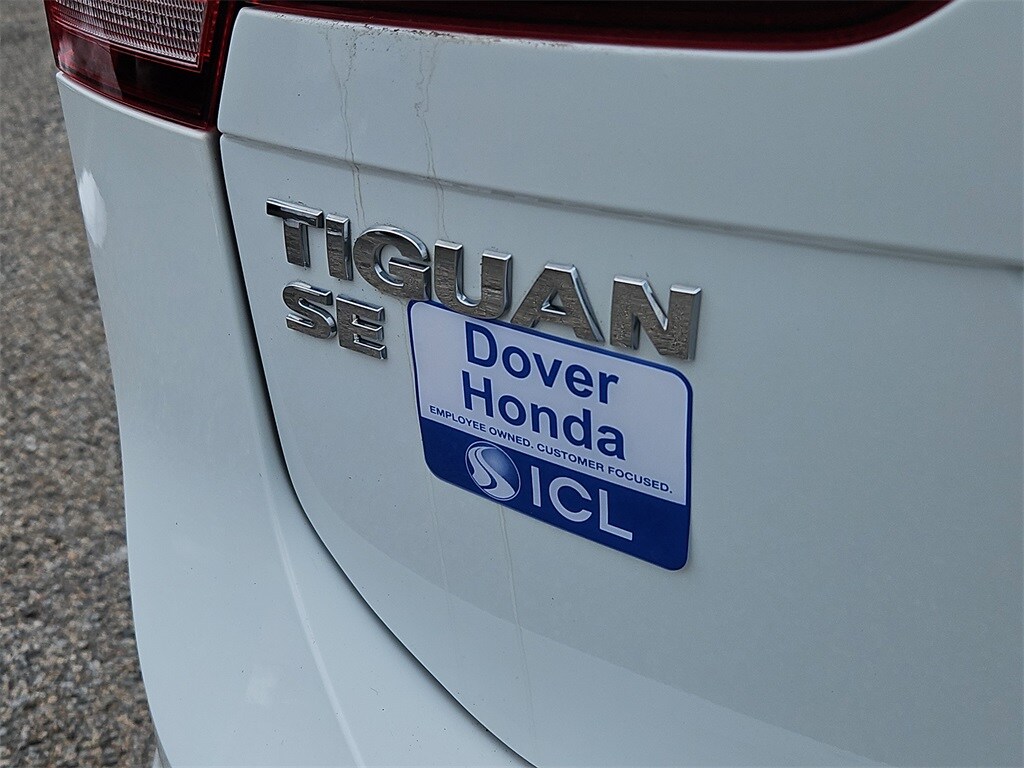 TIGUAN
SE
Dover
Honda
EMPLOYEE OWNED. CUSTOMER FOCUSED.
ICL